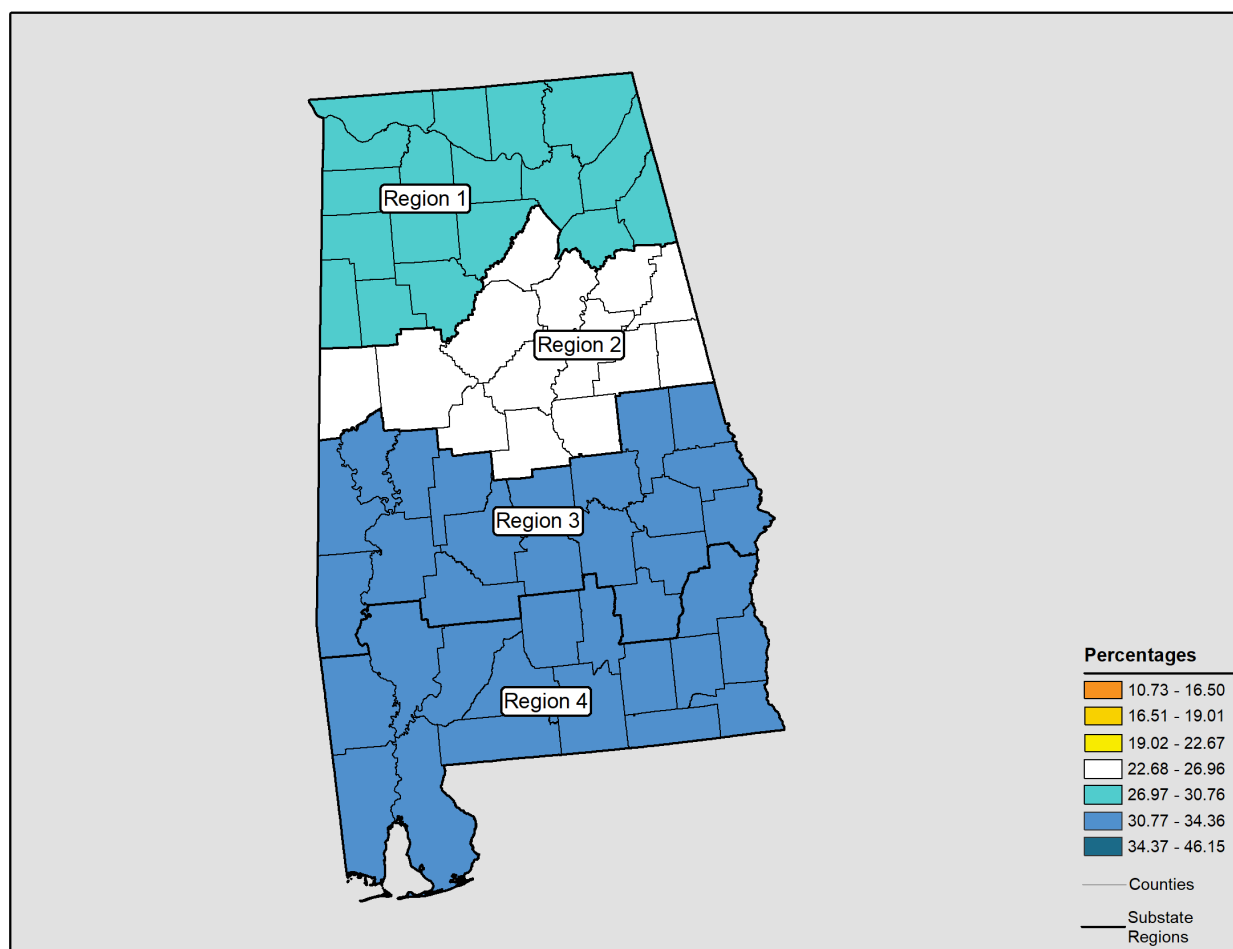 Region 1
Region 2
Region 3
Region 4
Percentages
10.73 - 16.50
16.51 - 19.01
19.02 - 22.67
22.68 - 26.96
26.97 - 30.76
30.77 - 34.36
34.37 - 46.15
Counties
Substate
Regions